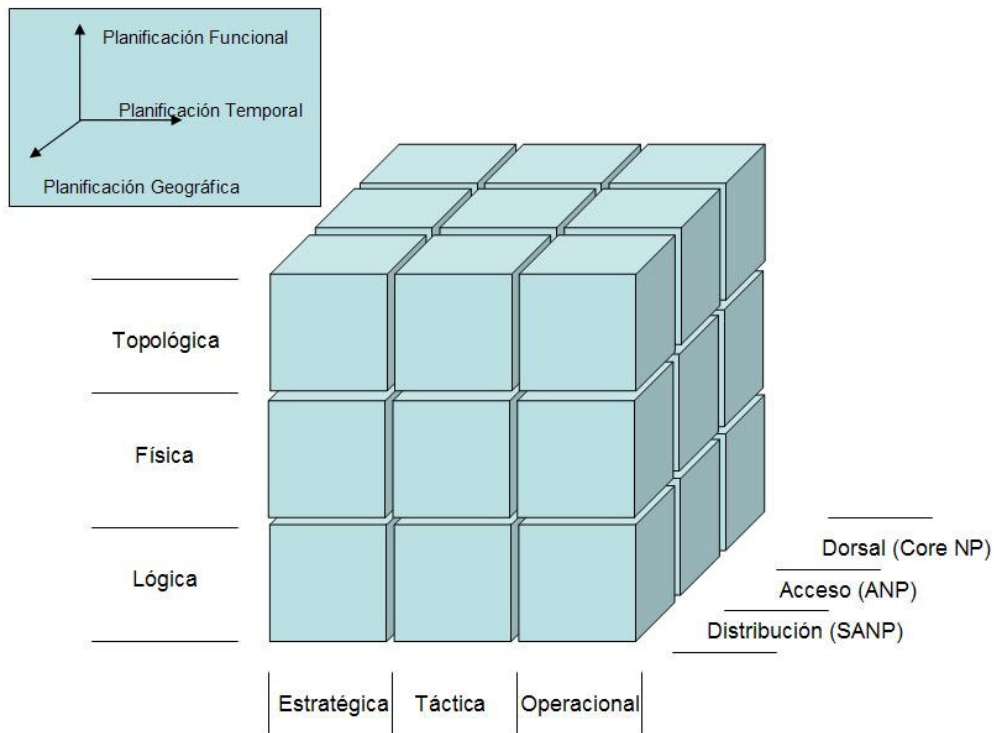 Planificación Funcional
Planificación Temporal
Planificación Geográfica
Topológica
Física
Lógica
Dorsal (Core NP)
Acceso (ANP)
Distribución (SANP)
Estratégica
Táctica
Operacional